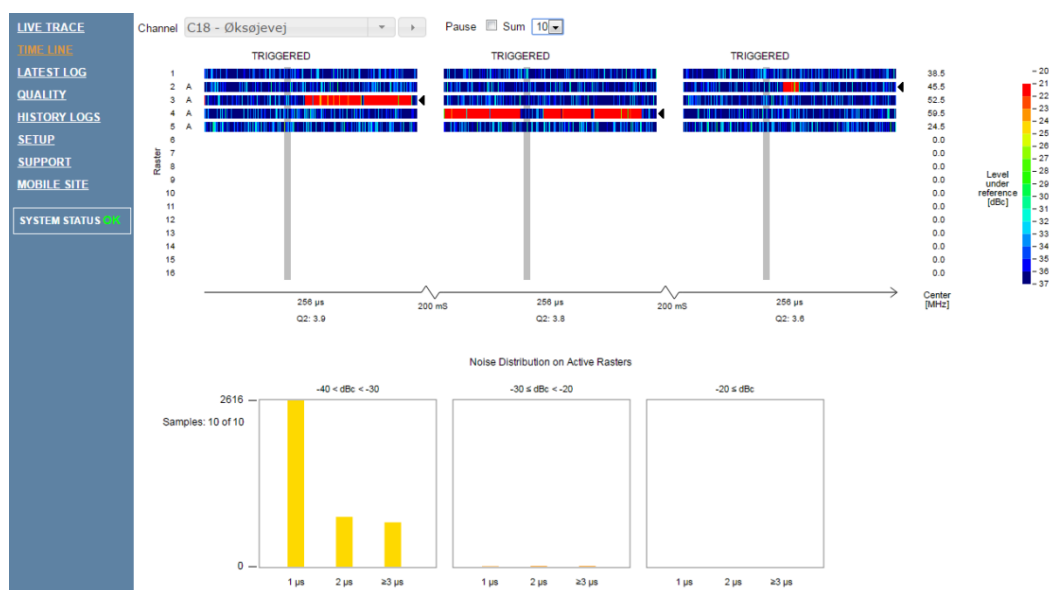 LIVE TRACE
TIME LINE
LATEST LOG
QUALITY
HISTORY LOGS
SETUP
SUPPORT
MOBILE SITE
SYSTEM STATUS OK
Channel C18 - Øksøjevej Pause Sum 10
TRIGGERED TRIGGERED TRIGGERED
1 38.5
2 A 45.5
3 A 52.5
4 A 59.5
5 A 24.5
6 0.0
7 0.0
8 0.0
9 0.0
10 0.0
11 0.0
12 0.0
13 0.0
14 0.0
15 0.0
16 0.0
Raster
Center
[MHz]
256 µs 200 mS 256 µs 200 mS 256 µs
Q2: 3.9 Q2: 3.8 Q2: 3.6
Level
under
reference
[dBc]
- 20
- 21
- 22
- 23
- 24
- 25
- 26
- 27
- 28
- 29
- 30
- 31
- 32
- 33
- 34
- 35
- 36
- 37
Noise Distribution on Active Rasters
-40 < dBc < -30 -30 ≤ dBc < -20 -20 ≤ dBc
2616
Samples: 10 of 10
0
1 µs 2 µs ≥3 µs 1 µs 2 µs ≥3 µs 1 µs 2 µs ≥3 µs